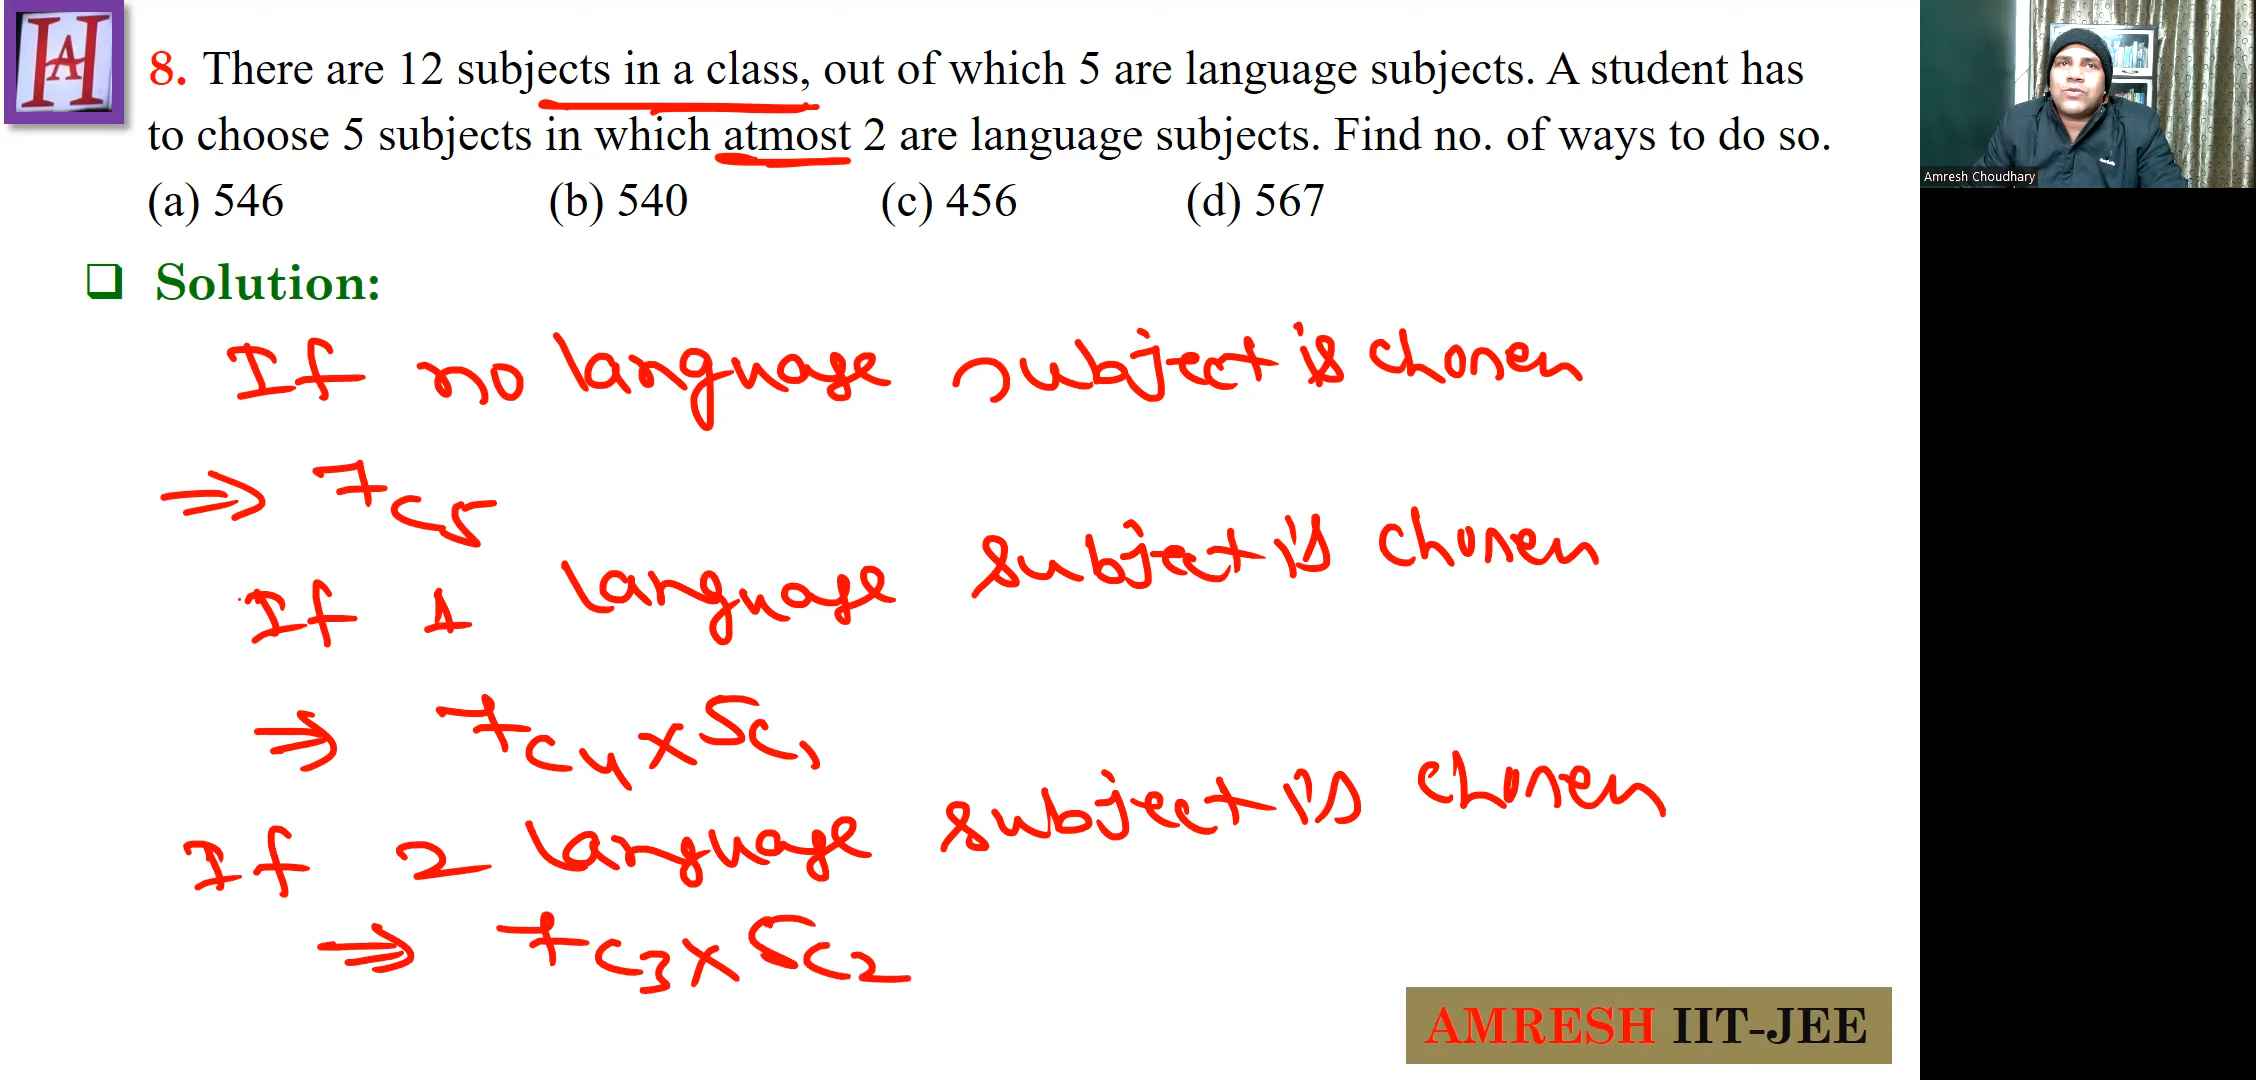 HA
8. There are 12 subjects in a class, out of which 5 are language subjects. A student has
to choose 5 subjects in which atmost 2 are language subjects. Find no. of ways to do so.
(a) 546 (b) 540 (c) 456 (d) 567
Amresh Choudhary
❑ Solution:
If no language subject is chosen
⇒ ⁷C₅
If 1 language subject is chosen
⇒ ⁷C₄ × ⁵C₁
If 2 language subject is chosen
⇒ ⁷C₃ × ⁵C₂
AMRESH IIT-JEE